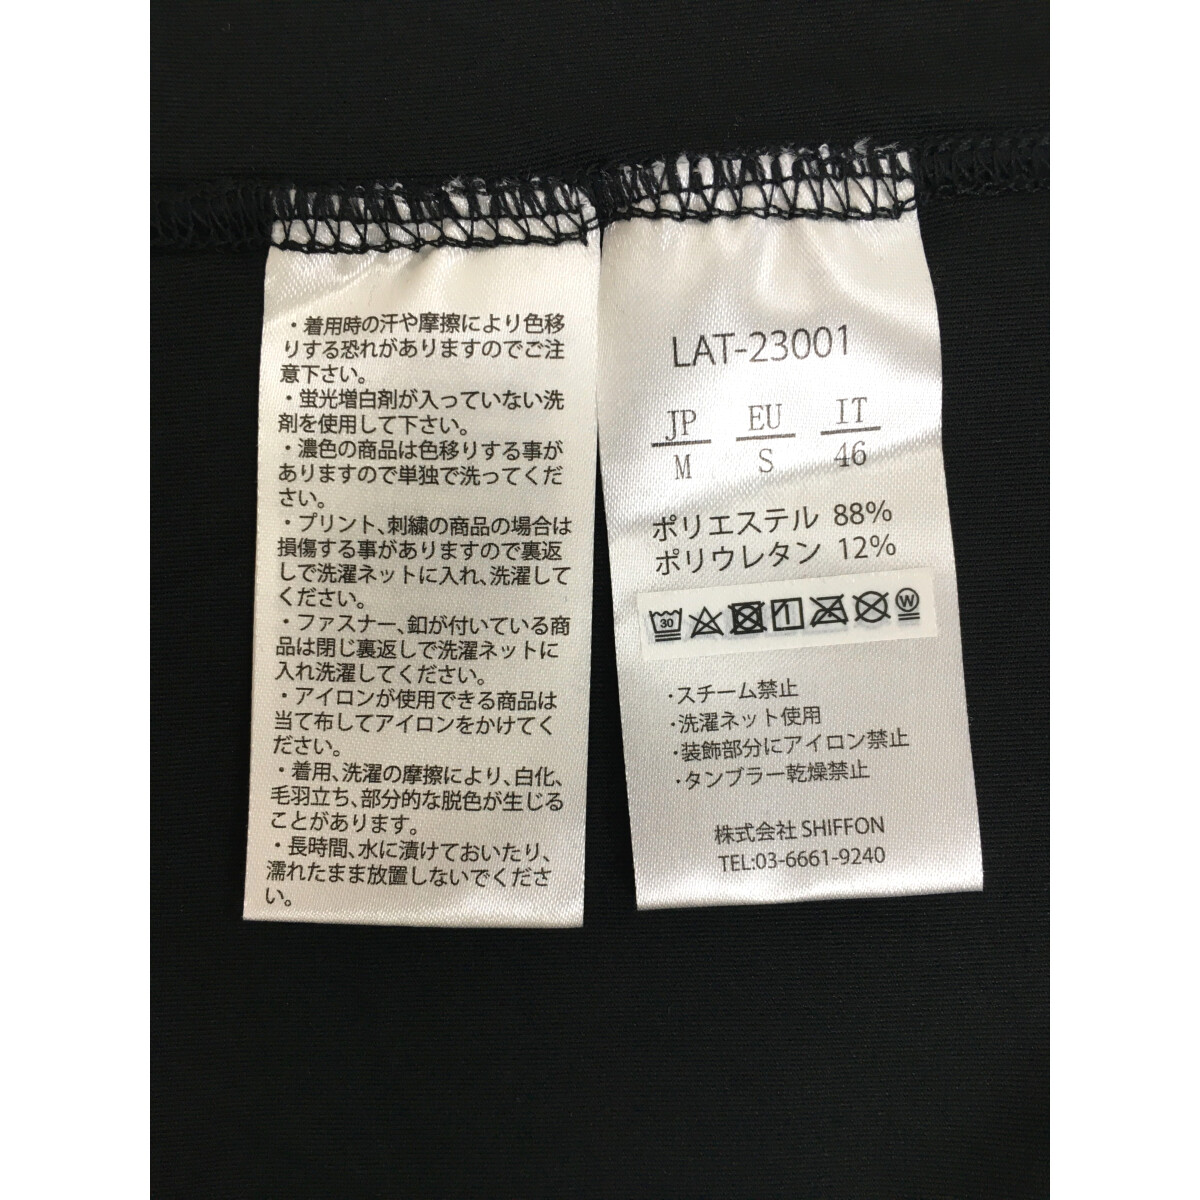 ・着用時の汗や摩擦により色移
りする恐れがありますのでご注
意下さい。
・蛍光増白剤が入っていない洗
剤を使用して下さい。
・濃色の商品は色移りする事が
ありますので単独で洗ってくだ
さい。
・プリント、刺繍の商品の場合は
損傷する事がありますので裏返
しで洗濯ネットに入れ、洗濯して
ください。
・ファスナー、釦が付いている商
品は閉じ裏返しで洗濯ネットに
入れ洗濯してください。
・アイロンが使用できる商品は
当て布してアイロンをかけてく
ださい。
・着用、洗濯の摩擦により、白化、
毛羽立ち、部分的な脱色が生じる
ことがあります。
・長時間、水に漬けておいたり、
濡れたまま放置しないでくださ
い。
LAT-23001
JP EU IT
M S 46
ポリエステル 88%
ポリウレタン 12%
30 W
・スチーム禁止
・洗濯ネット使用
・装飾部分にアイロン禁止
・タンブラー乾燥禁止
株式会社 SHIFFON
TEL:03-6661-9240